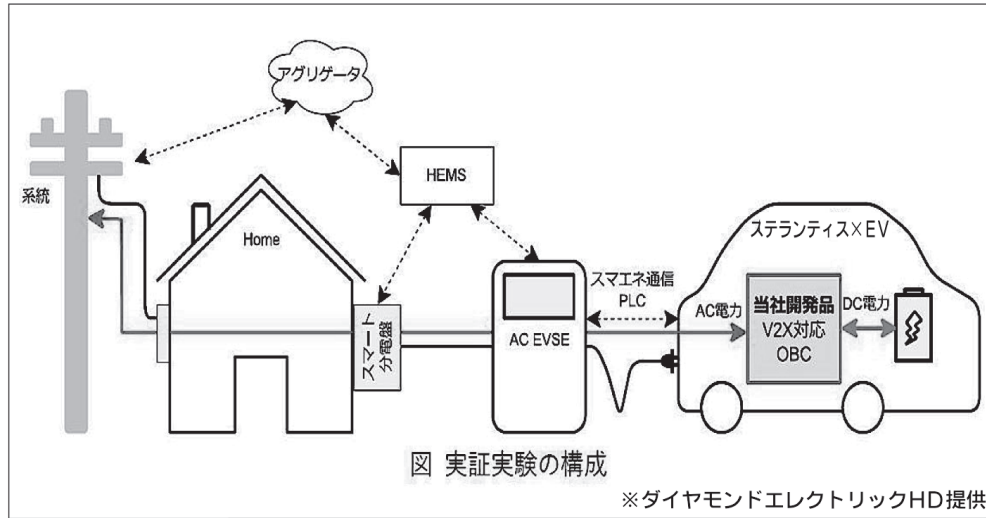 アグリゲータ
系統
HEMS
Home
ステランティス×EV
スマエネ通信
PLC
AC電力
当社開発品
V2X対応
OBC
DC電力
スマート
分電盤
AC EVSE
図 実証実験の構成
※ダイヤモンドエレクトリックHD提供